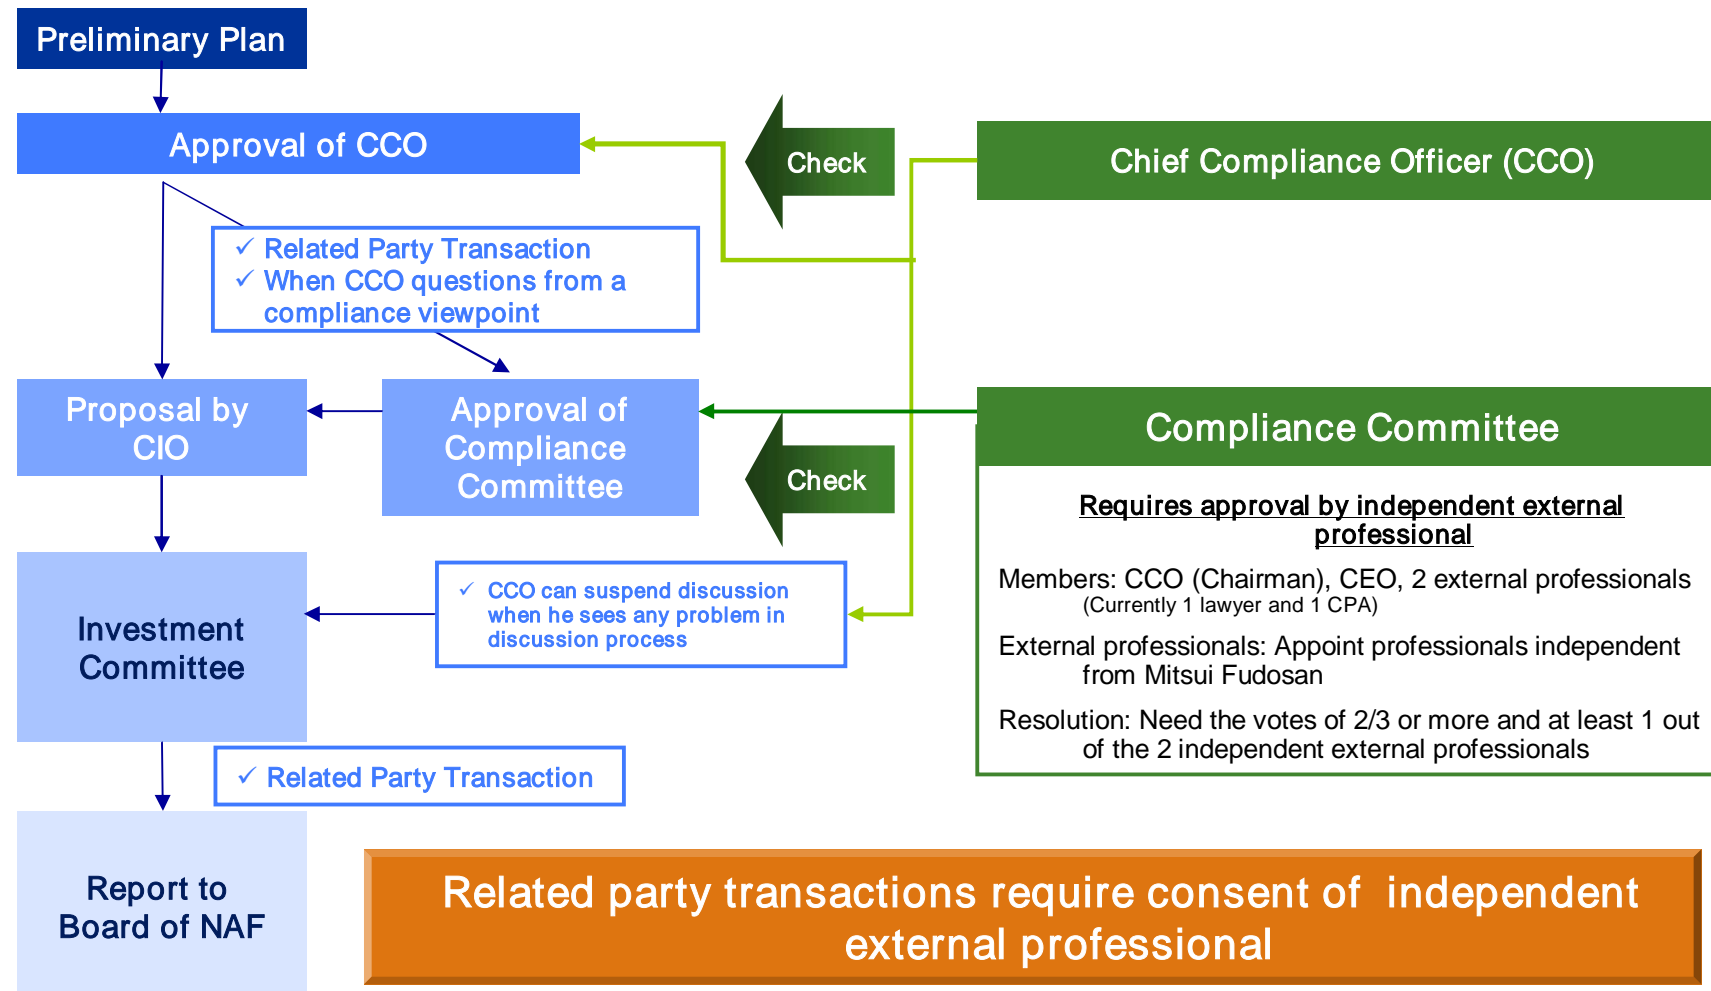 Preliminary Plan
Approval of CCO
Check
Chief Compliance Officer (CCO)
✓ Related Party Transaction
✓ When CCO questions from a
compliance viewpoint
Proposal by
CIO
Approval of
Compliance
Committee
Check
Compliance Committee
Requires approval by independent external
professional
Members: CCO (Chairman), CEO, 2 external professionals
(Currently 1 lawyer and 1 CPA)
External professionals: Appoint professionals independent
from Mitsui Fudosan
Resolution: Need the votes of 2/3 or more and at least 1 out
of the 2 independent external professionals
✓ CCO can suspend discussion
when he sees any problem in
discussion process
Investment
Committee
✓ Related Party Transaction
Report to
Board of NAF
Related party transactions require consent of independent
external professional